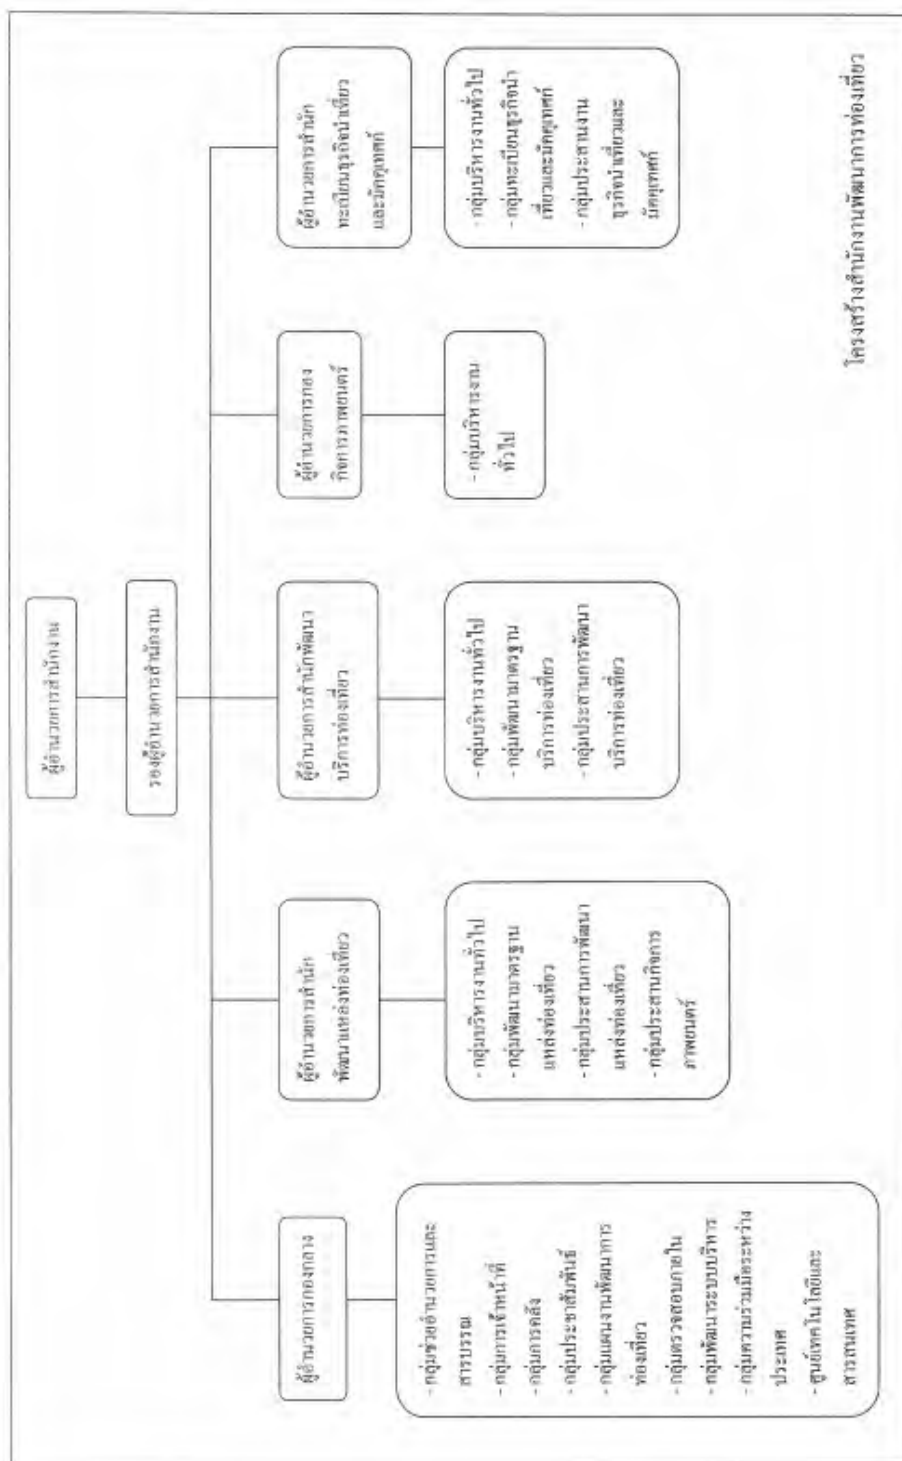 ผู้อำนวยการสำนักงาน
รองผู้อำนวยการสำนักงาน
ผู้อำนวยการกองกลาง
- กลุ่มช่วยอำนวยการและ
สารบรรณ
- กลุ่มการเจ้าหน้าที่
- กลุ่มการคลัง
- กลุ่มประชาสัมพันธ์
- กลุ่มแผนงานพัฒนาการ
ท่องเที่ยว
- กลุ่มตรวจสอบภายใน
- กลุ่มพัฒนาระบบบริหาร
- กลุ่มความร่วมมือระหว่าง
ประเทศ
- ศูนย์เทคโนโลยีและ
สารสนเทศ
ผู้อำนวยการสำนัก
พัฒนาแหล่งท่องเที่ยว
- กลุ่มบริหารงานทั่วไป
- กลุ่มพัฒนามาตรฐาน
แหล่งท่องเที่ยว
- กลุ่มประสานการพัฒนา
แหล่งท่องเที่ยว
- กลุ่มประสานกิจการ
ภาพยนตร์
ผู้อำนวยการสำนักพัฒนา
บริการท่องเที่ยว
- กลุ่มบริหารงานทั่วไป
- กลุ่มพัฒนามาตรฐาน
บริการท่องเที่ยว
- กลุ่มประสานการพัฒนา
บริการท่องเที่ยว
ผู้อำนวยการกอง
กิจการภาพยนตร์
- กลุ่มบริหารงาน
ทั่วไป
ผู้อำนวยการสำนัก
ทะเบียนธุรกิจนำเที่ยว
และมัคคุเทศก์
- กลุ่มบริหารงานทั่วไป
- กลุ่มทะเบียนธุรกิจนำ
เที่ยวและมัคคุเทศก์
- กลุ่มประสานงาน
ธุรกิจนำเที่ยวและ
มัคคุเทศก์
โครงสร้างสำนักงานพัฒนาการท่องเที่ยว